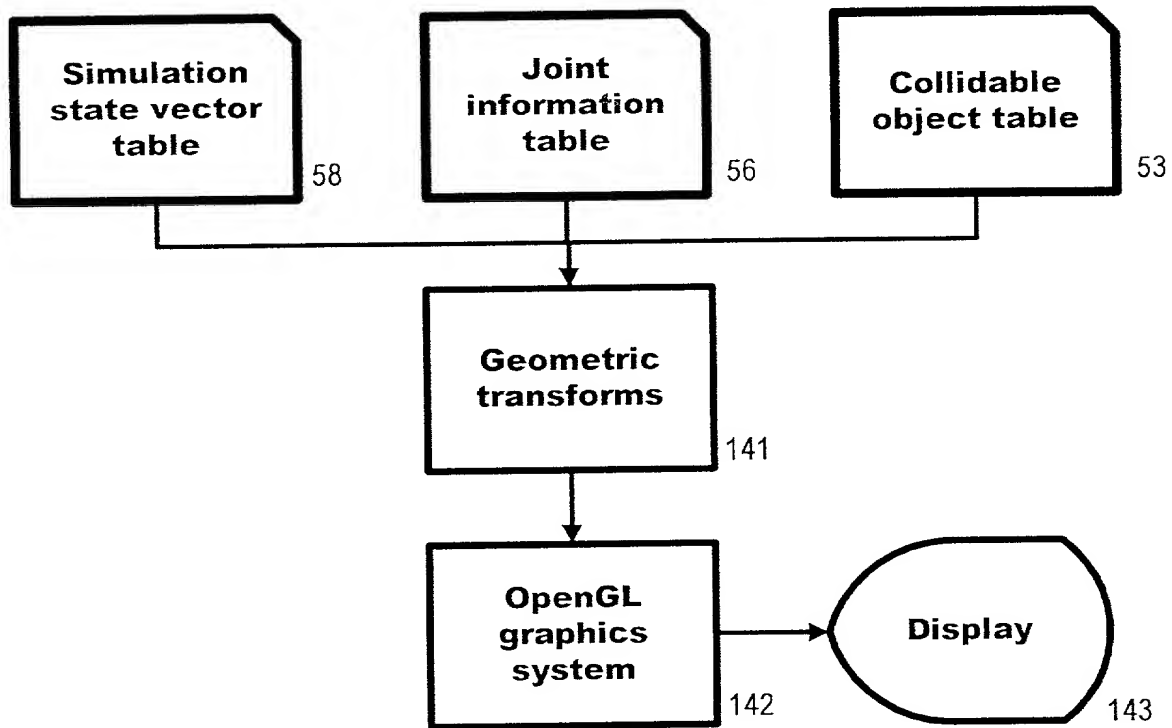 Simulation
state vector
table
58
Joint
information
table
56
Collidable
object table
53
Geometric
transforms
141
OpenGL
graphics
system
142
Display
143